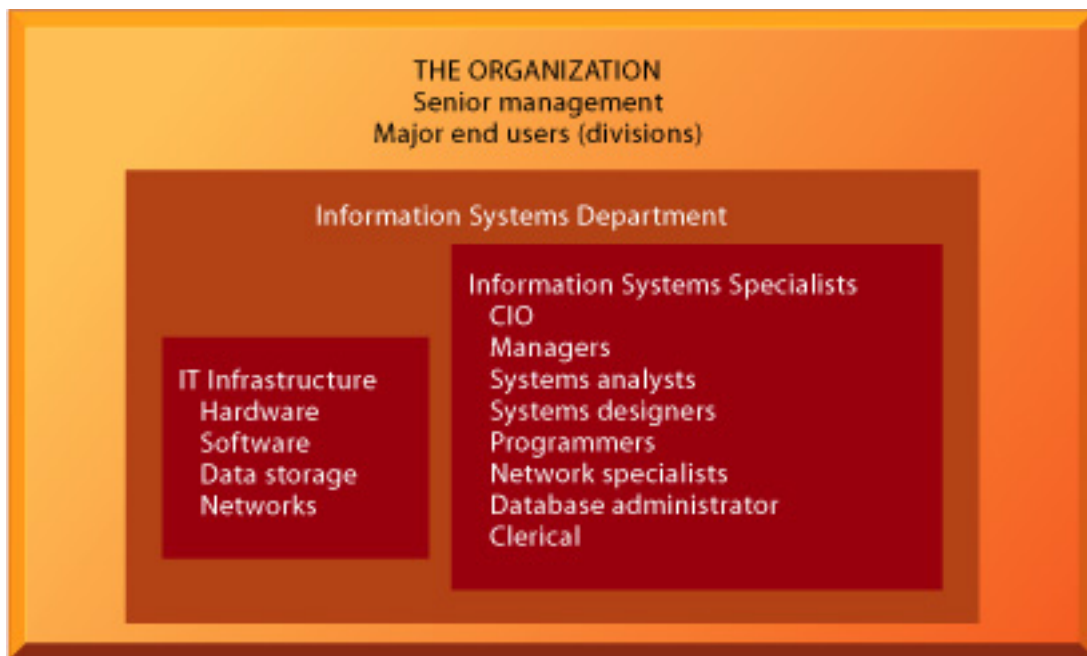 THE ORGANIZATION
Senior management
Major end users (divisions)
Information Systems Department
IT Infrastructure
Hardware
Software
Data storage
Networks
Information Systems Specialists
CIO
Managers
Systems analysts
Systems designers
Programmers
Network specialists
Database administrator
Clerical